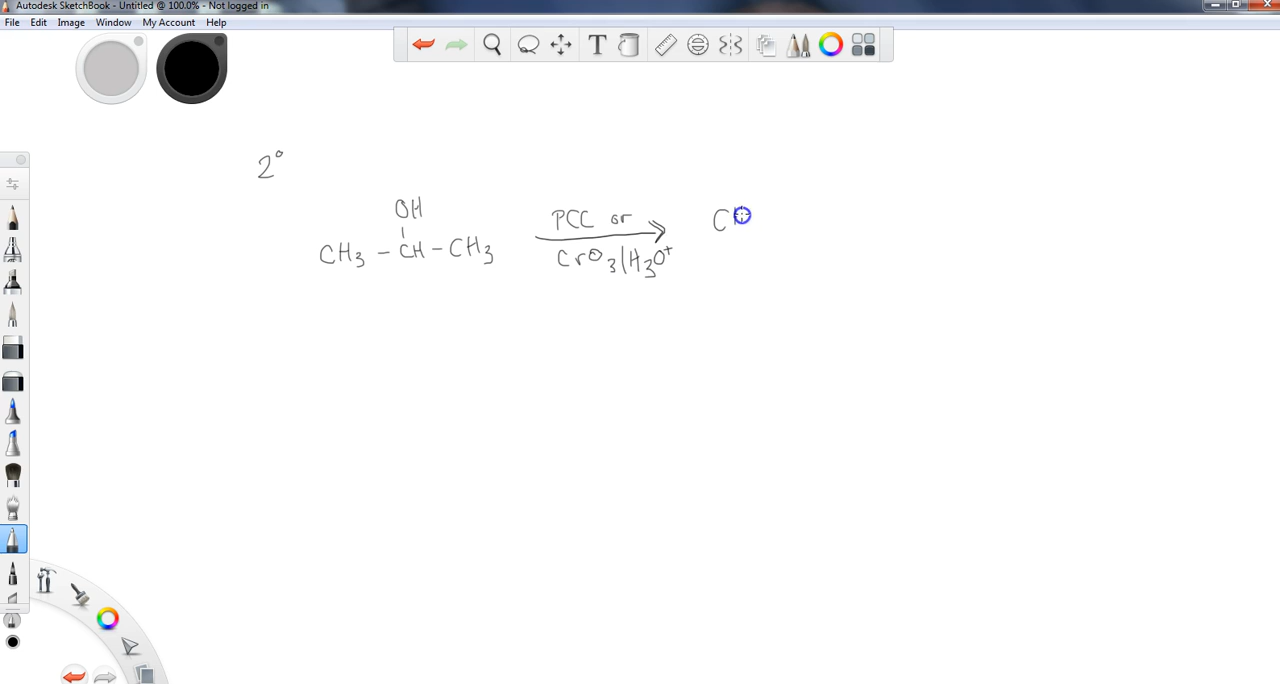 Autodesk SketchBook - Untitled @ 100.0% - Not logged in
File Edit Image Window My Account Help
T
2°
OH
CH3 - CH - CH3
PCC or
CrO3/H3O+
C